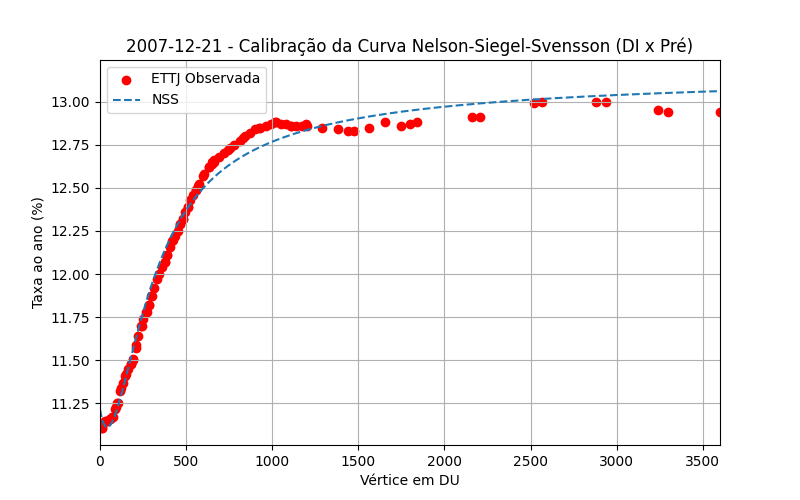 2007-12-21 - Calibração da Curva Nelson-Siegel-Svensson (DI x Pré)
ETTJ Observada
NSS
Taxa ao ano (%)
13.00
12.75
12.50
12.25
12.00
11.75
11.50
11.25
0 500 1000 1500 2000 2500 3000 3500
Vértice em DU